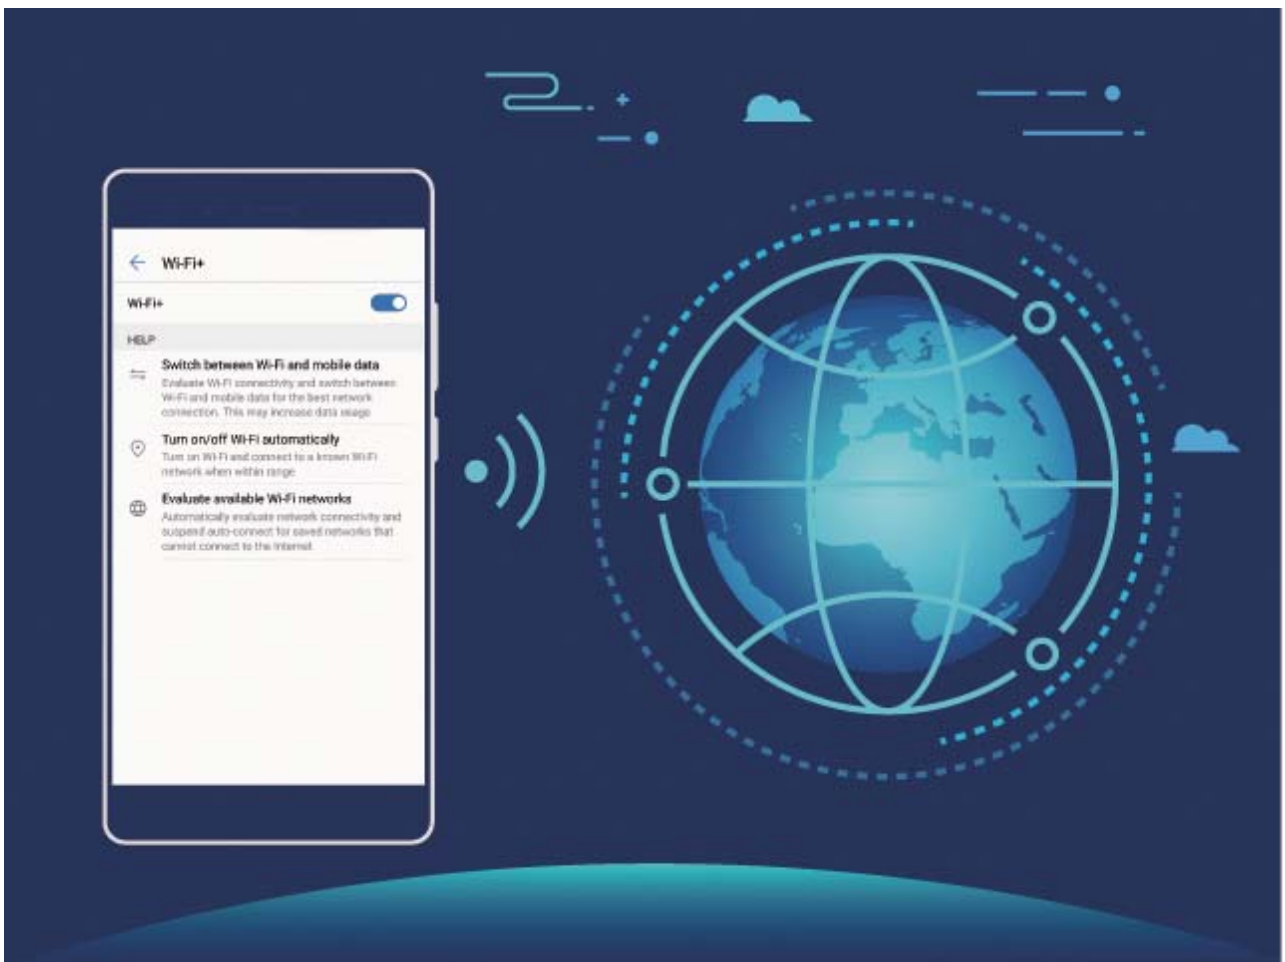 Wi-Fi+
Wi-Fi+
HELP
Switch between Wi-Fi and mobile data
Evaluate Wi-Fi connectivity and switch between
Wi-Fi and mobile data for the best network
connection. This may increase data usage
Turn on/off Wi-Fi automatically
Turn on Wi-Fi and connect to a known Wi-Fi
network when within range
Evaluate available Wi-Fi networks
Automatically evaluate network connectivity and
suspend auto-connect for saved networks that
cannot connect to the Internet